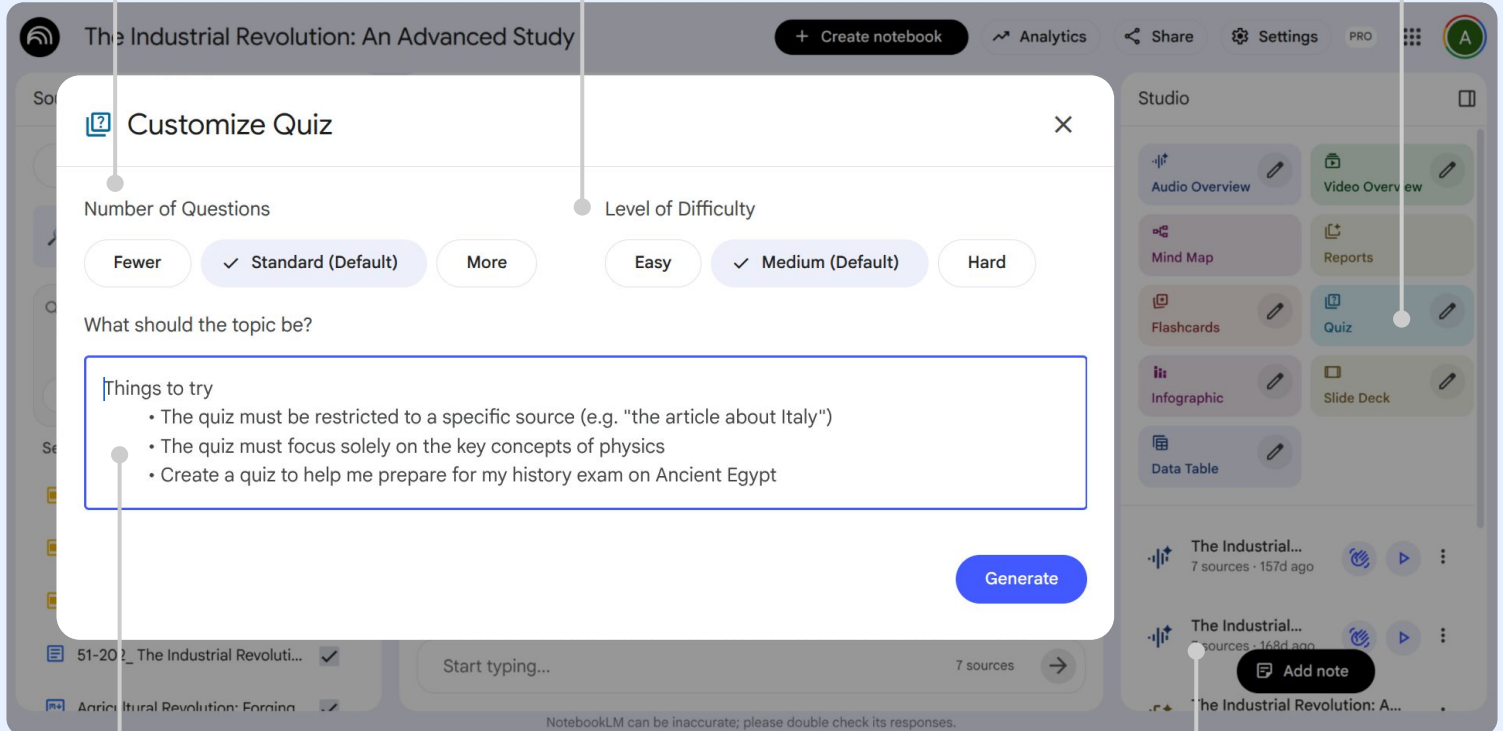 The Industrial Revolution: An Advanced Study
+ Create notebook
Analytics
Share
Settings
PRO
A
Customize Quiz
Number of Questions
Fewer
Standard (Default)
More
Level of Difficulty
Easy
Medium (Default)
Hard
What should the topic be?
Things to try
• The quiz must be restricted to a specific source (e.g. "the article about Italy")
• The quiz must focus solely on the key concepts of physics
• Create a quiz to help me prepare for my history exam on Ancient Egypt
Generate
51-202_ The Industrial Revoluti...
Agricultural Revolution: Forging
Start typing...
7 sources
NotebookLM can be inaccurate; please double check its responses.
Studio
Audio Overview
Video Overview
Mind Map
Reports
Flashcards
Quiz
Infographic
Slide Deck
Data Table
The Industrial...
7 sources · 157d ago
The Industrial...
sources · 168d ago
Add note
The Industrial Revolution: A...